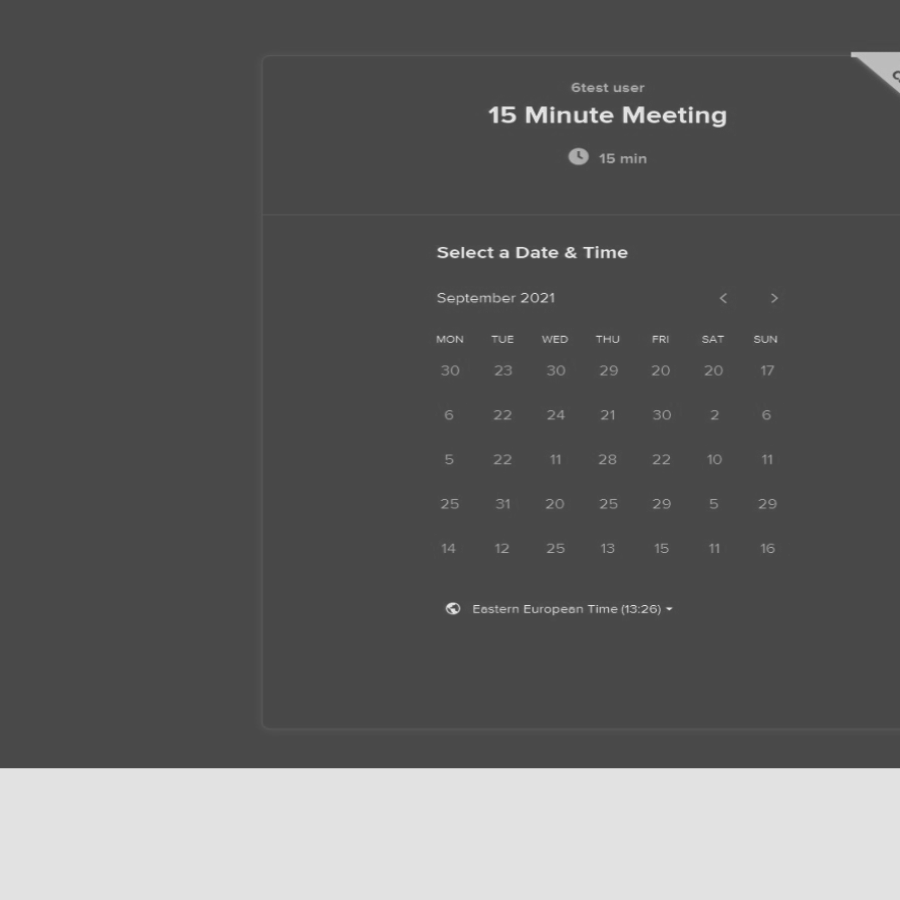 6test user
15 Minute Meeting
15 min
Select a Date & Time
September 2021
MON TUE WED THU FRI SAT SUN
30 23 30 29 20 20 17
6 22 24 21 30 2 6
5 22 11 28 22 10 11
25 31 20 25 29 5 29
14 12 25 13 15 11 16
Eastern European Time (13:26)